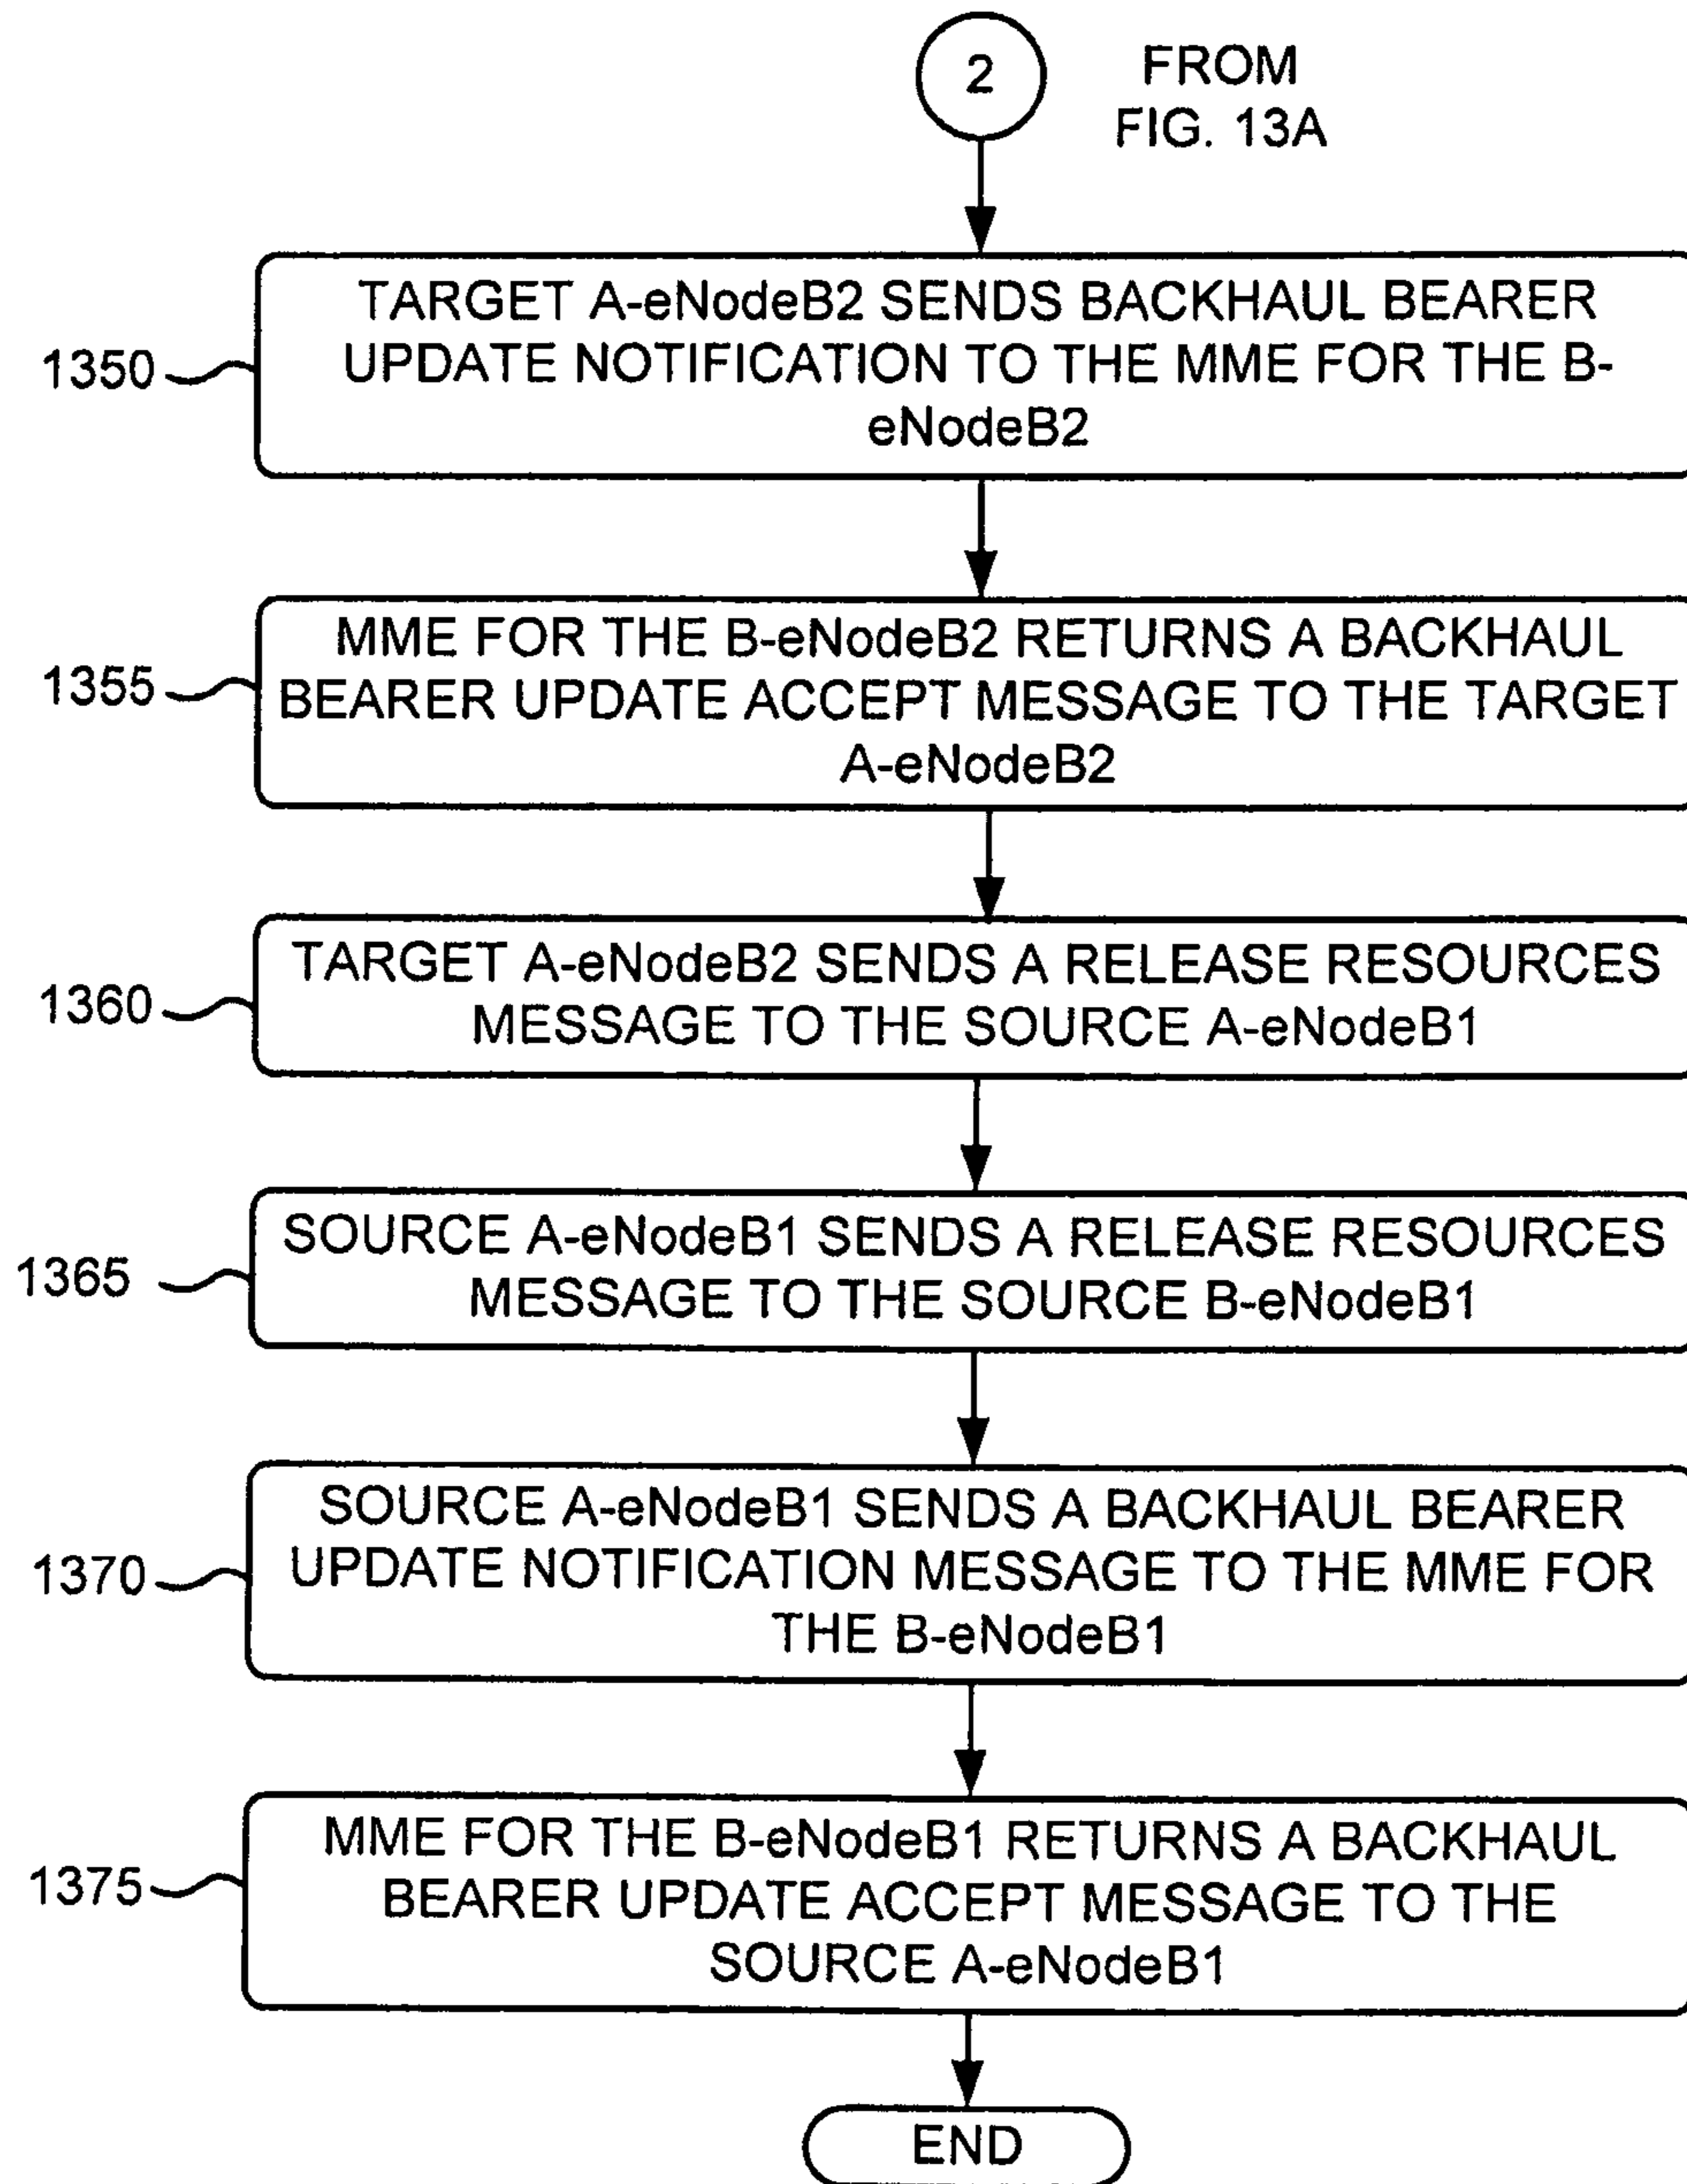 2
FROM
FIG. 13A
1350
TARGET A-eNodeB2 SENDS BACKHAUL BEARER
UPDATE NOTIFICATION TO THE MME FOR THE B-
eNodeB2
1355
MME FOR THE B-eNodeB2 RETURNS A BACKHAUL
BEARER UPDATE ACCEPT MESSAGE TO THE TARGET
A-eNodeB2
1360
TARGET A-eNodeB2 SENDS A RELEASE RESOURCES
MESSAGE TO THE SOURCE A-eNodeB1
1365
SOURCE A-eNodeB1 SENDS A RELEASE RESOURCES
MESSAGE TO THE SOURCE B-eNodeB1
1370
SOURCE A-eNodeB1 SENDS A BACKHAUL BEARER
UPDATE NOTIFICATION MESSAGE TO THE MME FOR
THE B-eNodeB1
1375
MME FOR THE B-eNodeB1 RETURNS A BACKHAUL
BEARER UPDATE ACCEPT MESSAGE TO THE
SOURCE A-eNodeB1
END